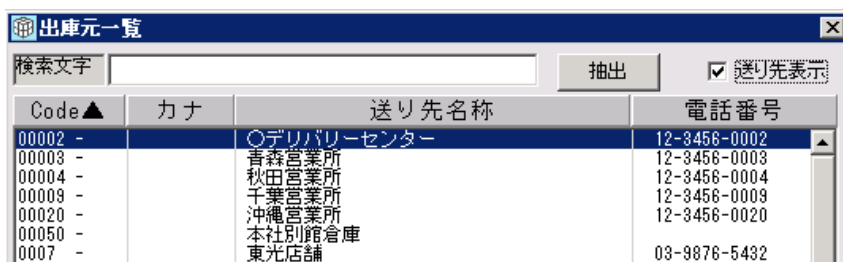 出庫元一覧
検索文字 抽出 送り先表示
Code▲ カナ 送り先名称 電話番号
00002 - 〇デリバリーセンター 12-3456-0002
00003 - 青森営業所 12-3456-0003
00004 - 秋田営業所 12-3456-0004
00009 - 千葉営業所 12-3456-0009
00020 - 沖縄営業所 12-3456-0020
00050 - 本社別館倉庫
0007 - 東光店舗 03-9876-5432